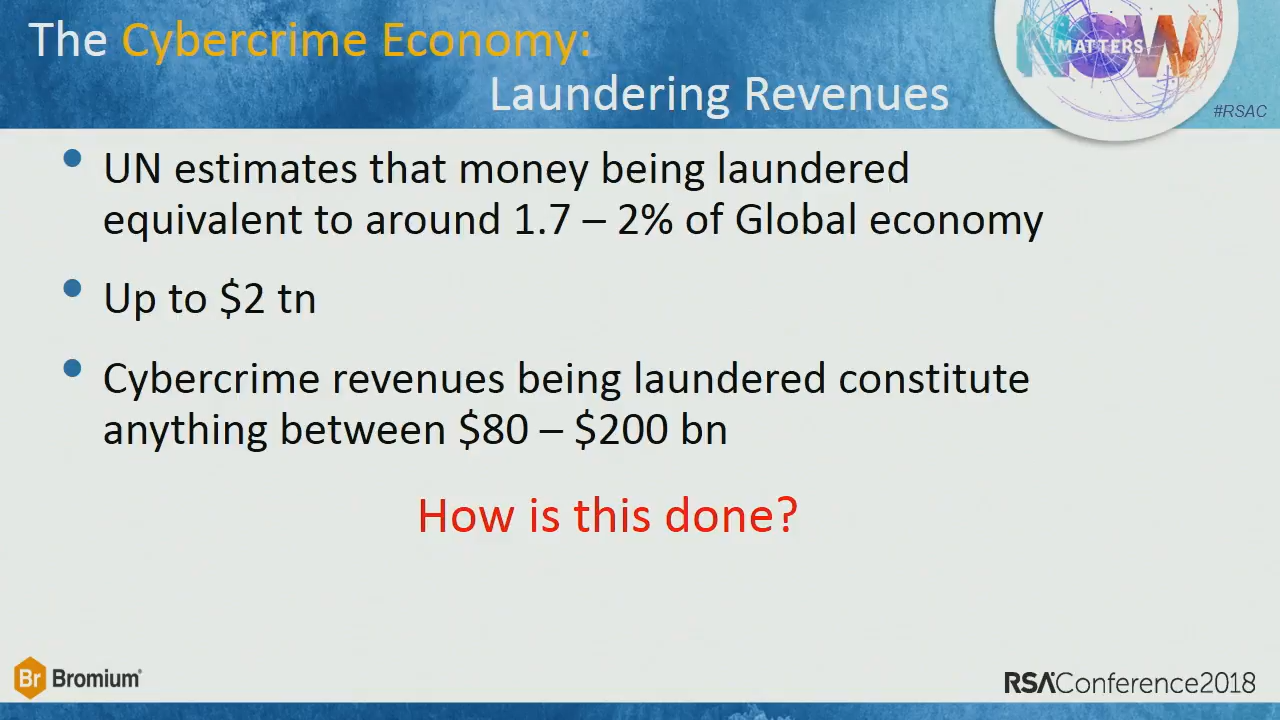 The Cybercrime Economy:
Laundering Revenues
NOW
MATTERS
#RSAC
• UN estimates that money being laundered
equivalent to around 1.7 – 2% of Global economy
• Up to $2 tn
• Cybercrime revenues being laundered constitute
anything between $80 – $200 bn
How is this done?
Br Bromium®
RSAConference2018